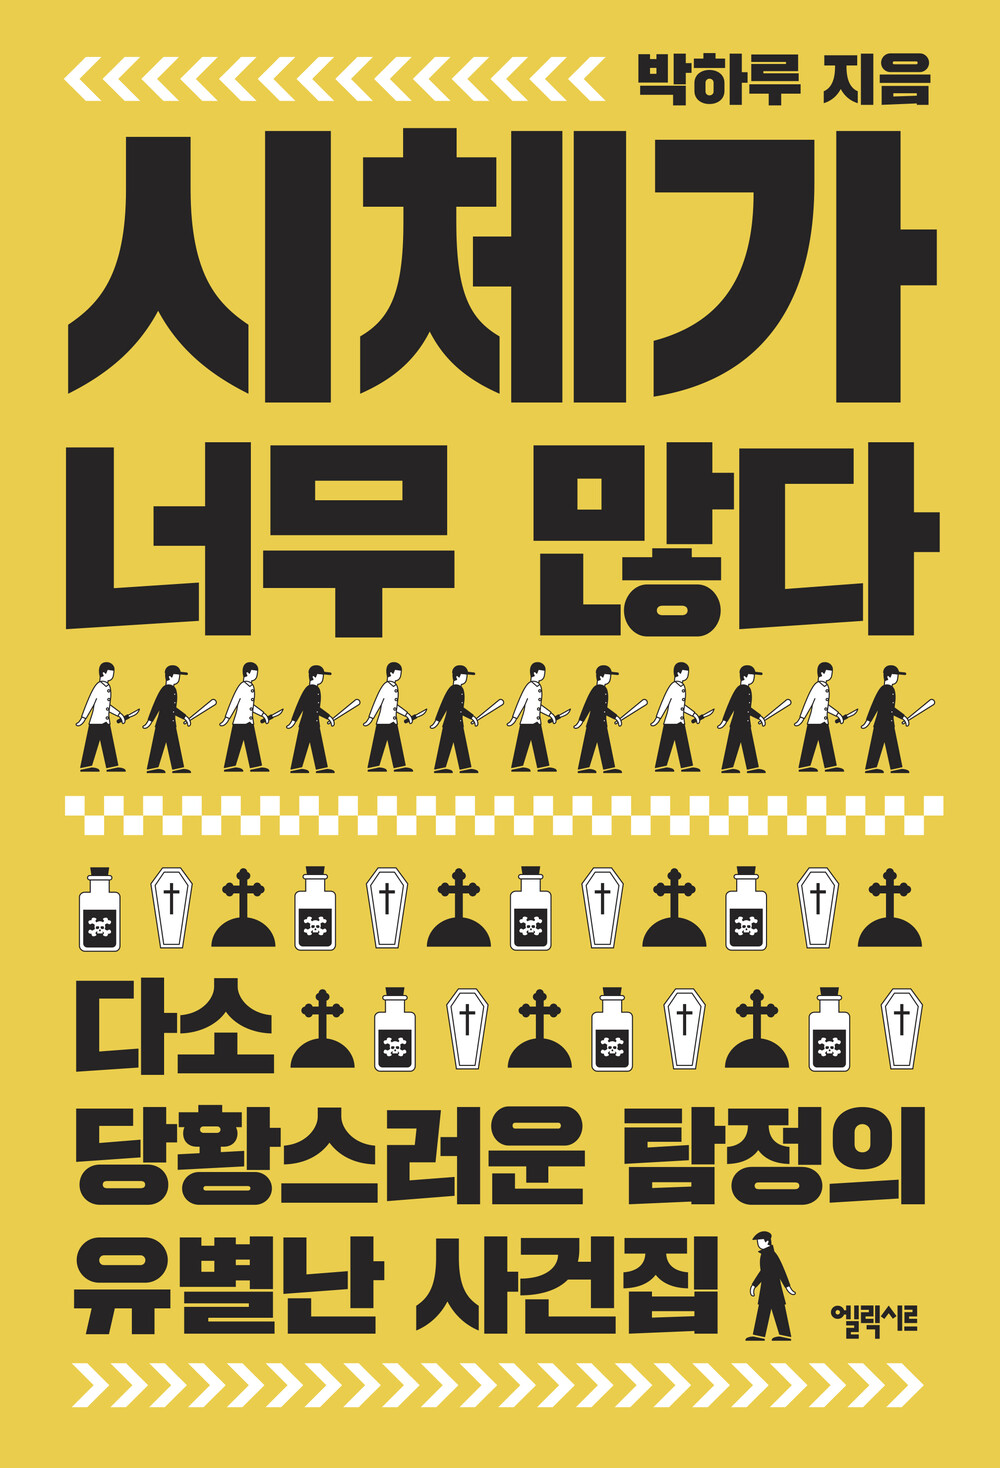 박하루 지음
시체가
너무 많다
다소
당황스러운 탐정의
유별난 사건집
엘릭시르